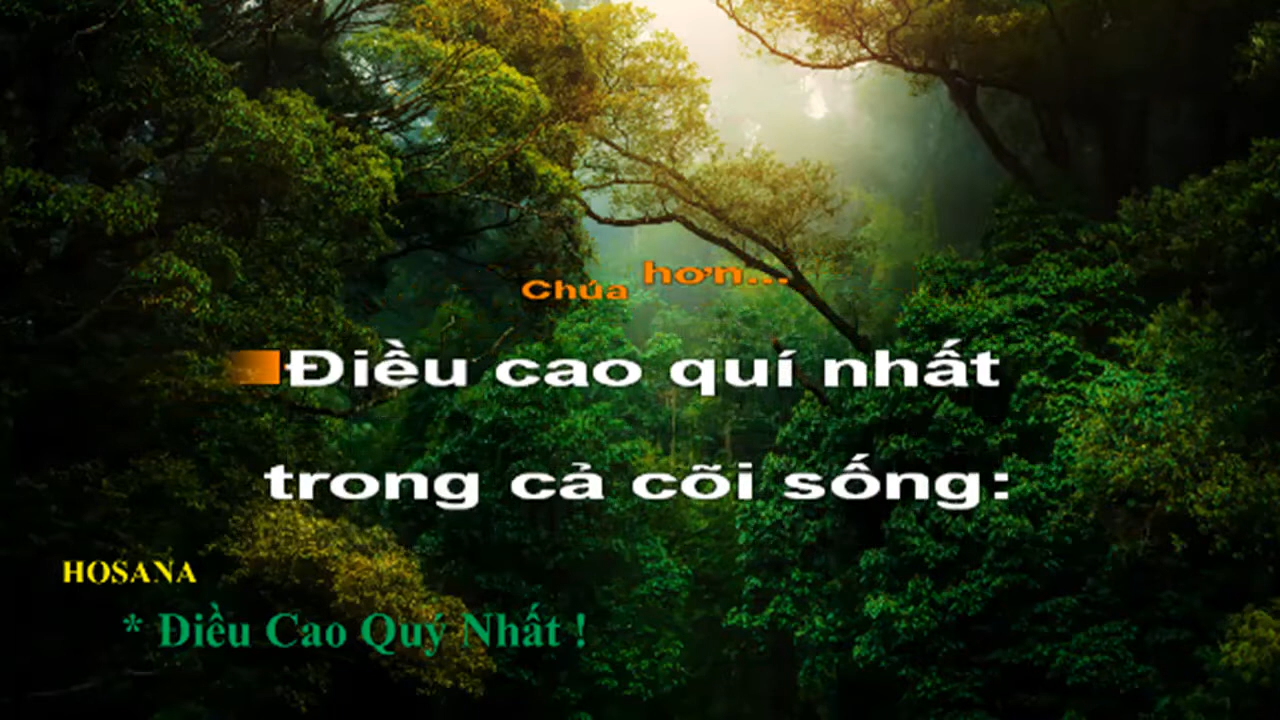 Chúa hơn...
Điều cao quí nhất
trong cả cõi sống:
HOSANA
* Điều Cao Quý Nhất !